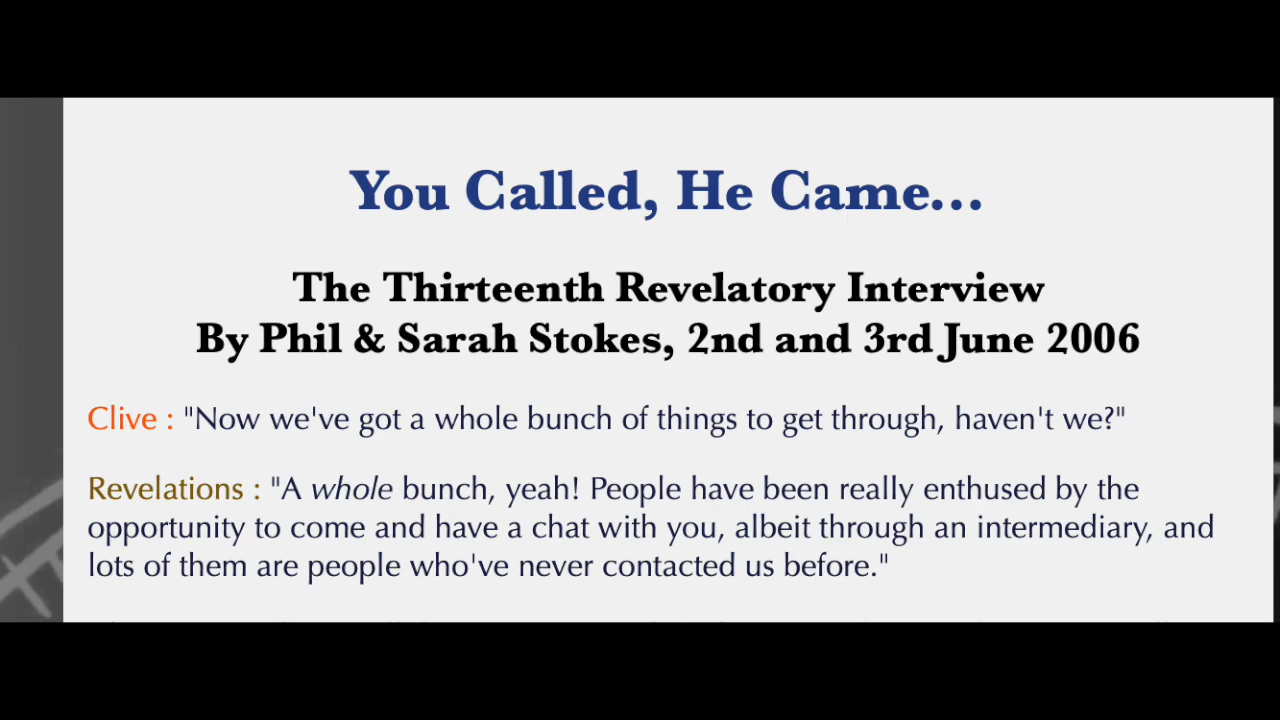 You Called, He Came...
The Thirteenth Revelatory Interview
By Phil & Sarah Stokes, 2nd and 3rd June 2006
Clive : "Now we've got a whole bunch of things to get through, haven't we?"
Revelations : "A whole bunch, yeah! People have been really enthused by the
opportunity to come and have a chat with you, albeit through an intermediary, and
lots of them are people who've never contacted us before."